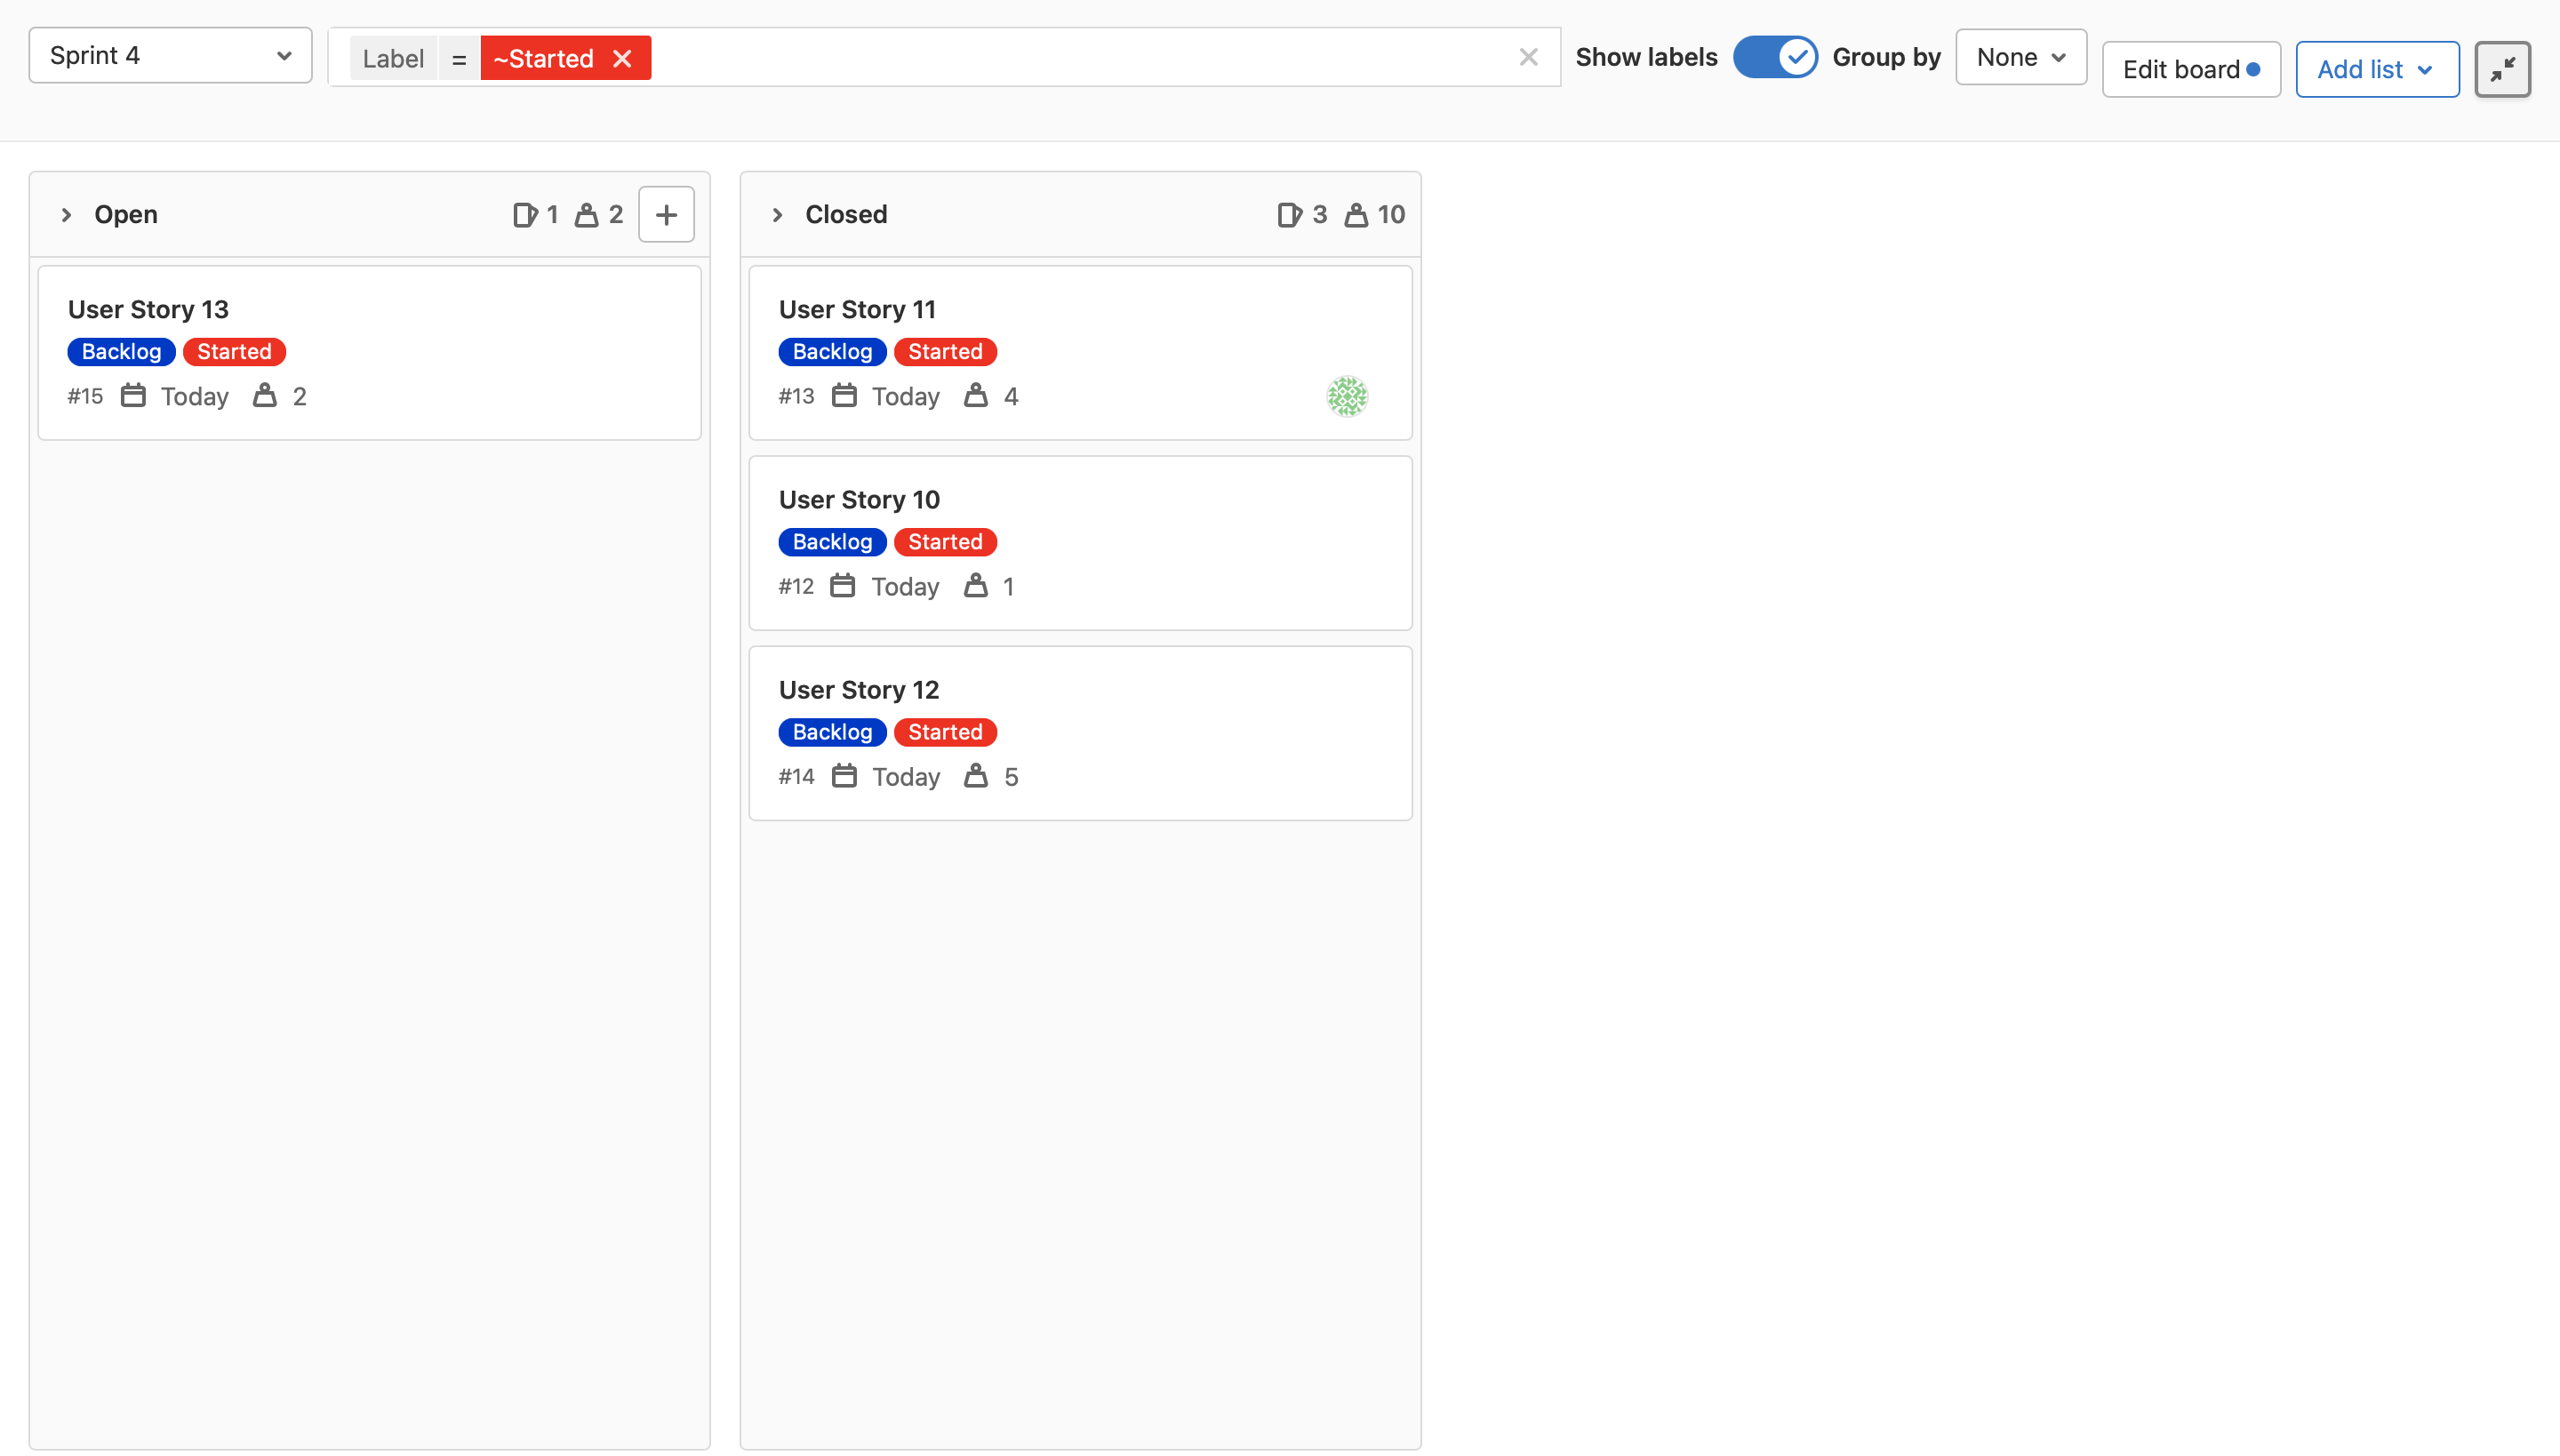 Sprint 4
Label = ~Started
Show labels
Group by
None
Edit board
Add list
Open 1 2
User Story 13
Backlog Started
#15 Today 2
Closed 3 10
User Story 11
Backlog Started
#13 Today 4
User Story 10
Backlog Started
#12 Today 1
User Story 12
Backlog Started
#14 Today 5